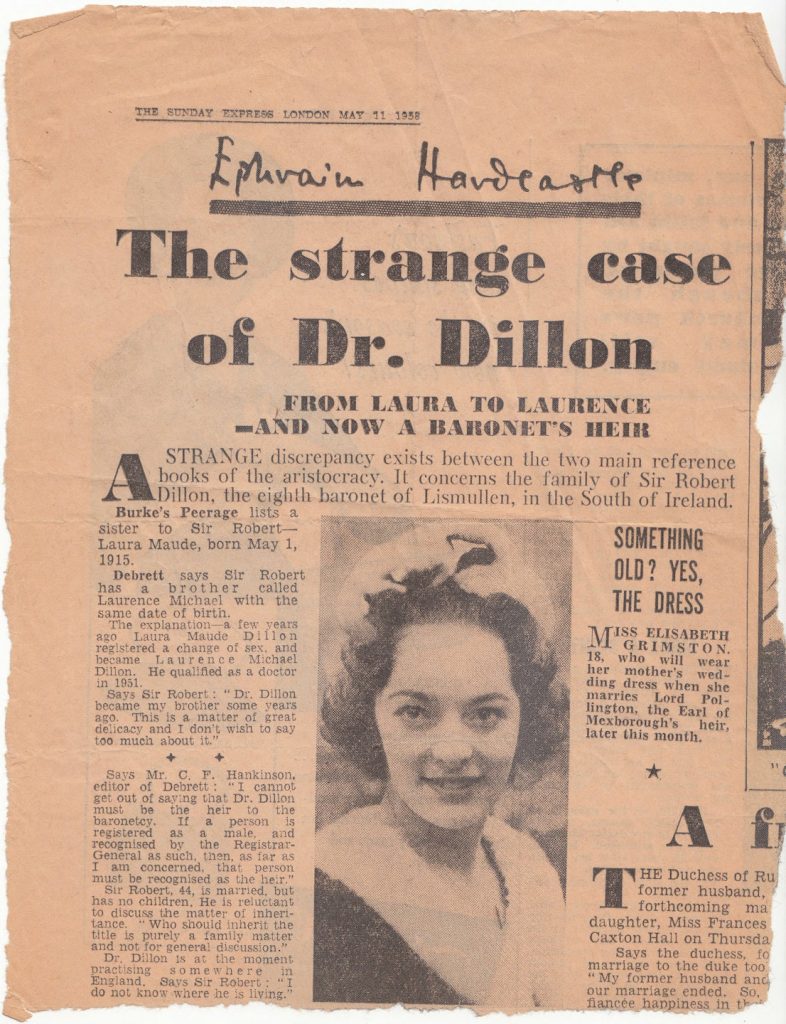 THE SUNDAY EXPRESS LONDON MAY 11 1958
Ephraim Hardcastle
The strange case
of Dr. Dillon
FROM LAURA TO LAURENCE
—AND NOW A BARONET'S HEIR
A STRANGE discrepancy exists between the two main reference
books of the aristocracy. It concerns the family of Sir Robert
Dillon, the eighth baronet of Lismullen, in the South of Ireland.
Burke's Peerage lists a
sister to Sir Robert—
Laura Maude, born May 1,
1915.
Debrett says Sir Robert
has a brother called
Laurence Michael with the
same date of birth.
The explanation—a few years
ago Laura Maude Dillon
registered a change of sex, and
became Laurence Michael
Dillon. He qualified as a doctor
in 1951.
Says Sir Robert: "Dr. Dillon
became my brother some years
ago. This is a matter of great
delicacy and I don't wish to say
too much about it."
Says Mr. C. F. Hankinson,
editor of Debrett: "I cannot
get out of saying that Dr. Dillon
must be the heir to the
baronetcy. If a person is
registered as a male, and
recognised by the Registrar-
General as such, then, as far as
I am concerned, that person
must be recognised as the heir."
Sir Robert, 44, is married, but
has no children. He is reluctant
to discuss the matter of inheri-
tance. "Who should inherit the
title is purely a family matter
and not for general discussion."
Dr. Dillon is at the moment
practising somewhere in
England. Says Sir Robert: "I
do not know where he is living."
SOMETHING
OLD? YES,
THE DRESS
MISS ELISABETH
GRIMSTON,
18, who will wear
her mother's wed-
ding dress when she
marries Lord Pol-
lington, the Earl of
Mexborough's heir,
later this month.
A
THE Duchess of Ru
former husband,
forthcoming ma
daughter, Miss Frances
Caxton Hall on Thursda
Says the duchess, fo
marriage to the duke too
"My former husband and
our marriage ended. So,
fiancée happiness in th